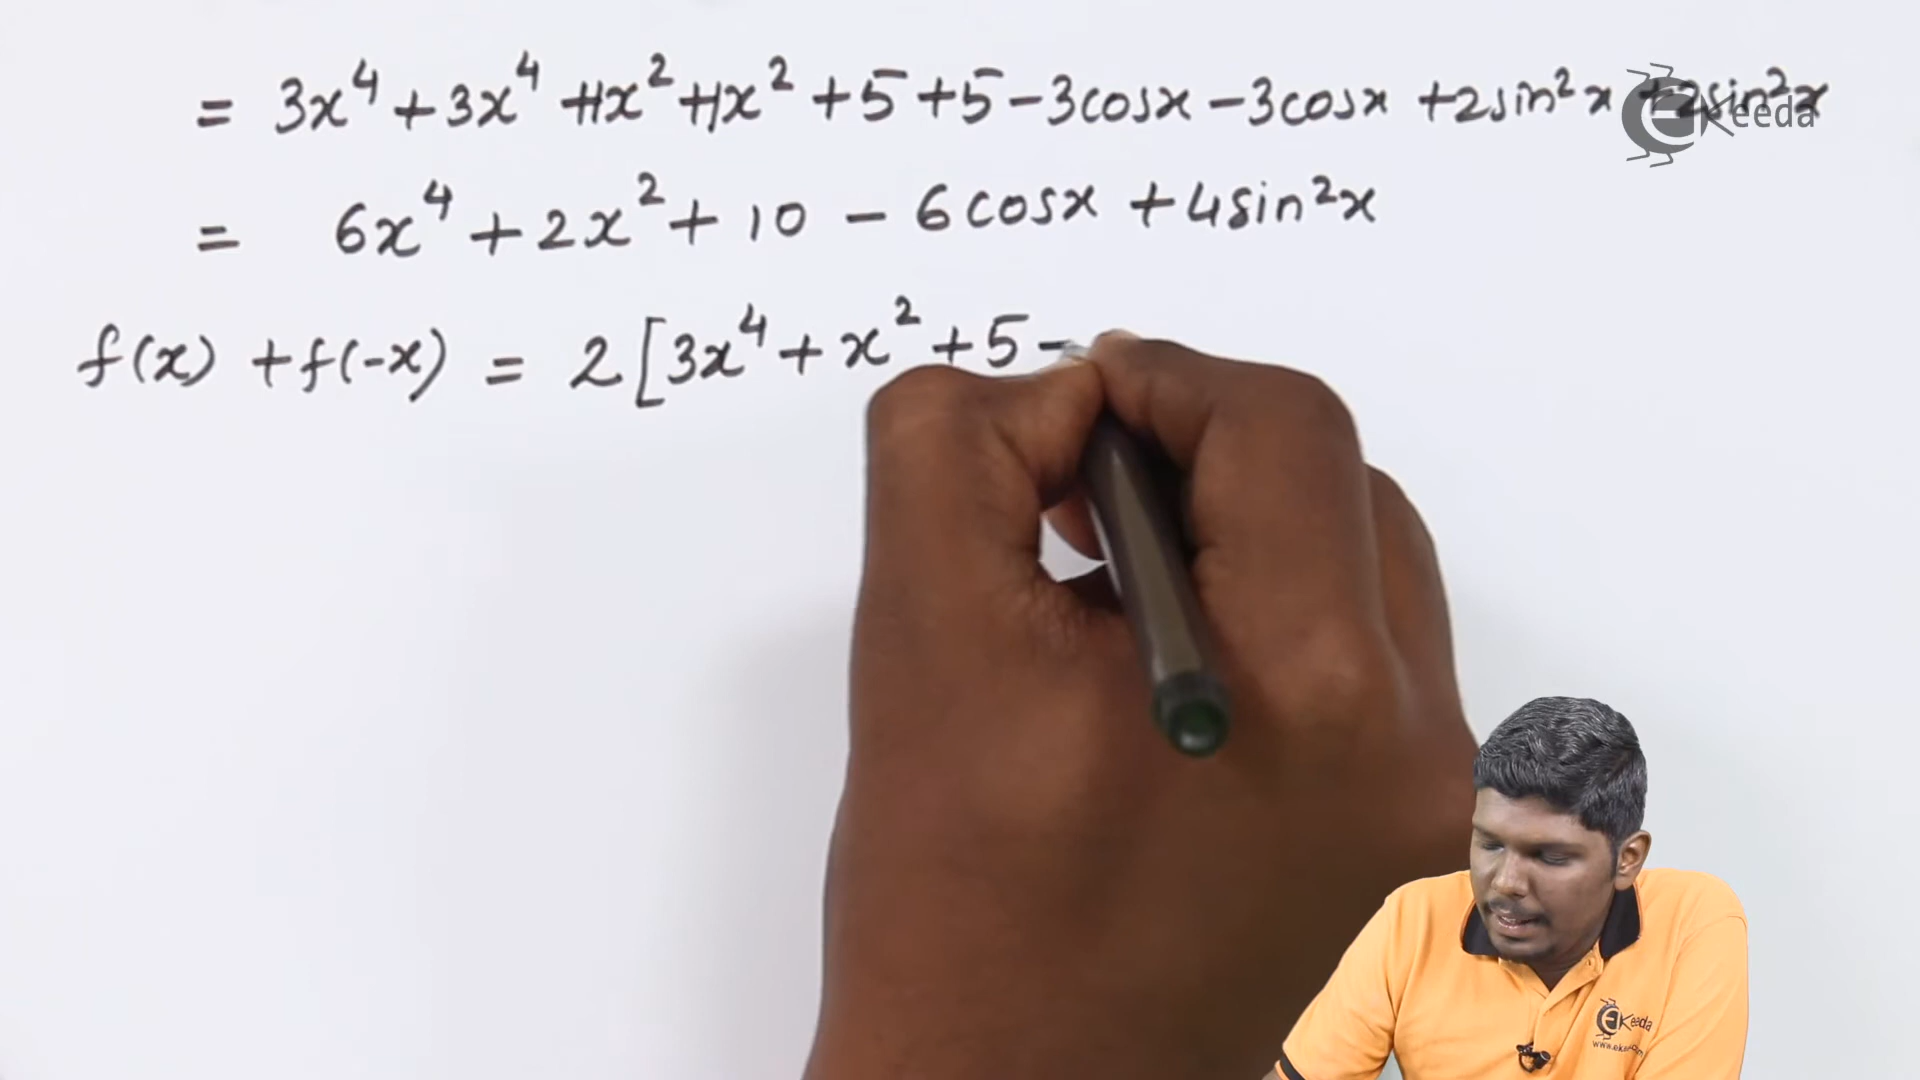 = 3x⁴ + 3x⁴ + 1x² + 1x² + 5 + 5 - 3cosx - 3cosx + 2sin²x + 2sin²x
eKeeda
= 6x⁴ + 2x² + 10 - 6cosx + 4sin²x
f(x) + f(-x) = 2[3x⁴ + x² + 5 -
eKeeda